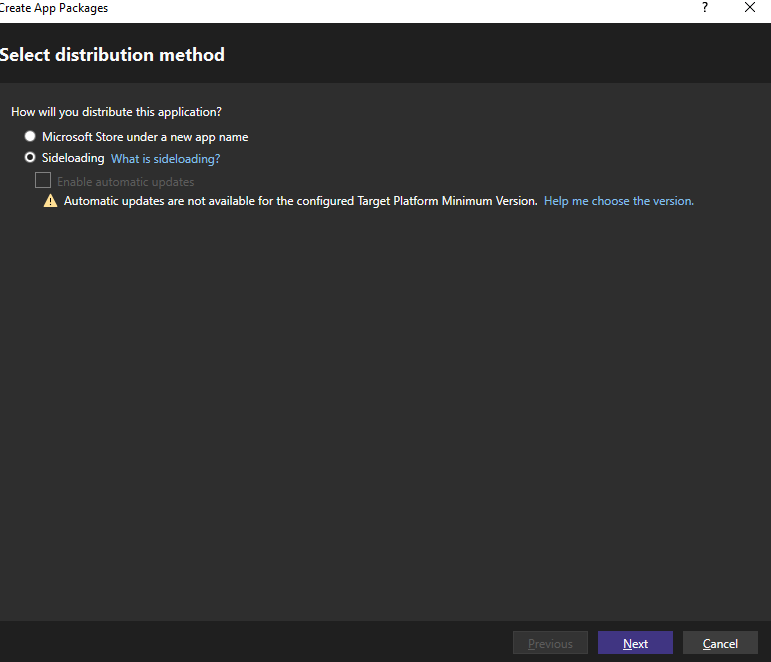 Create App Packages
?
Select distribution method
How will you distribute this application?
Microsoft Store under a new app name
Sideloading What is sideloading?
Enable automatic updates
Automatic updates are not available for the configured Target Platform Minimum Version. Help me choose the version.
Previous Next Cancel